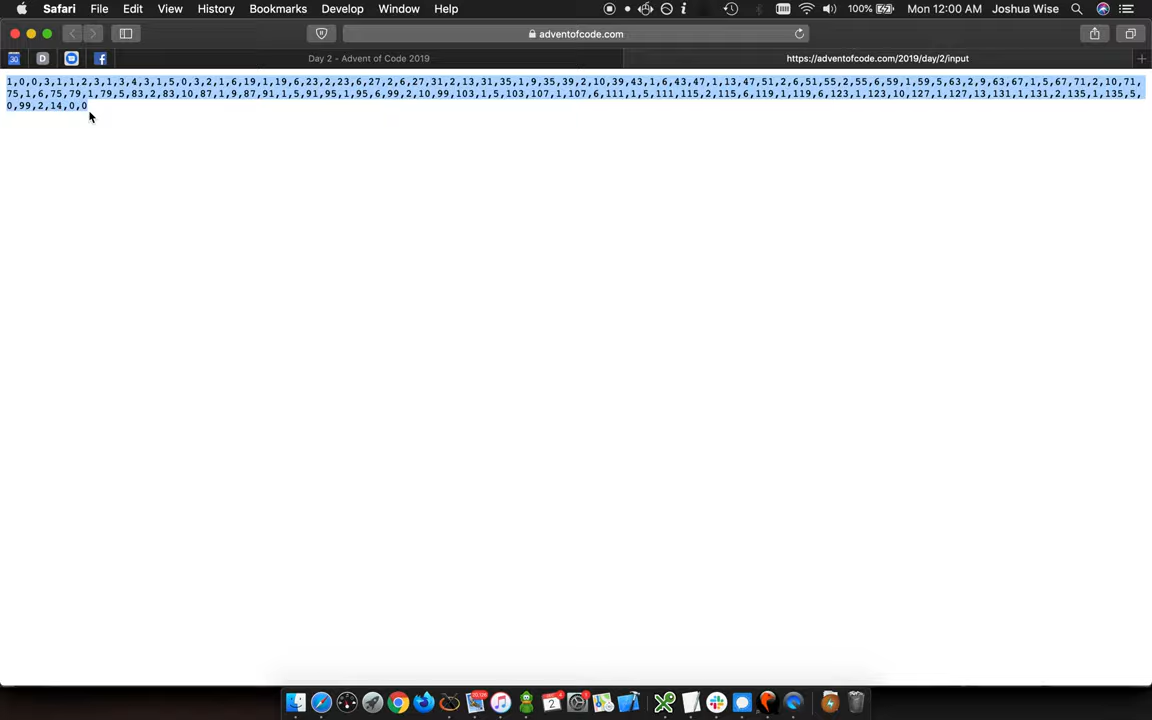 Safari File Edit View History Bookmarks Develop Window Help 100% Mon 12:00 AM Joshua Wise
adventofcode.com
30 D Day 2 - Advent of Code 2019 https://adventofcode.com/2019/day/2/input
1,0,0,3,1,1,2,3,1,3,4,3,1,5,0,3,2,1,6,19,1,19,6,23,2,23,6,27,2,6,27,31,2,13,31,35,1,9,35,39,2,10,39,43,1,6,43,47,1,13,47,51,2,6,51,55,2,55,6,59,1,59,5,63,2,9,63,67,1,5,67,71,2,10,71,
75,1,6,75,79,1,79,5,83,2,83,10,87,1,9,87,91,1,5,91,95,1,95,6,99,2,10,99,103,1,5,103,107,1,107,6,111,1,5,111,115,2,115,6,119,1,119,6,123,1,123,10,127,1,127,13,131,1,131,2,135,1,135,5,
0,99,2,14,0,0
2